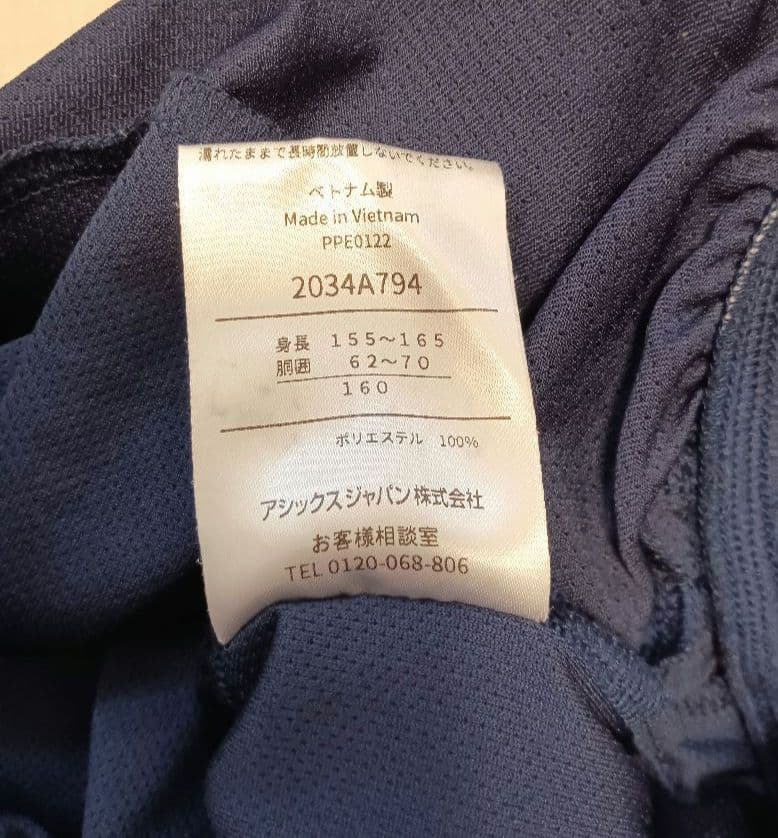 濡れたままで長時間放置しないでください。
ベトナム製
Made in Vietnam
PPE0122
2034A794
身長 155～165
胴囲 62～70
160
ポリエステル 100%
アシックスジャパン株式会社
お客様相談室
TEL 0120-068-806